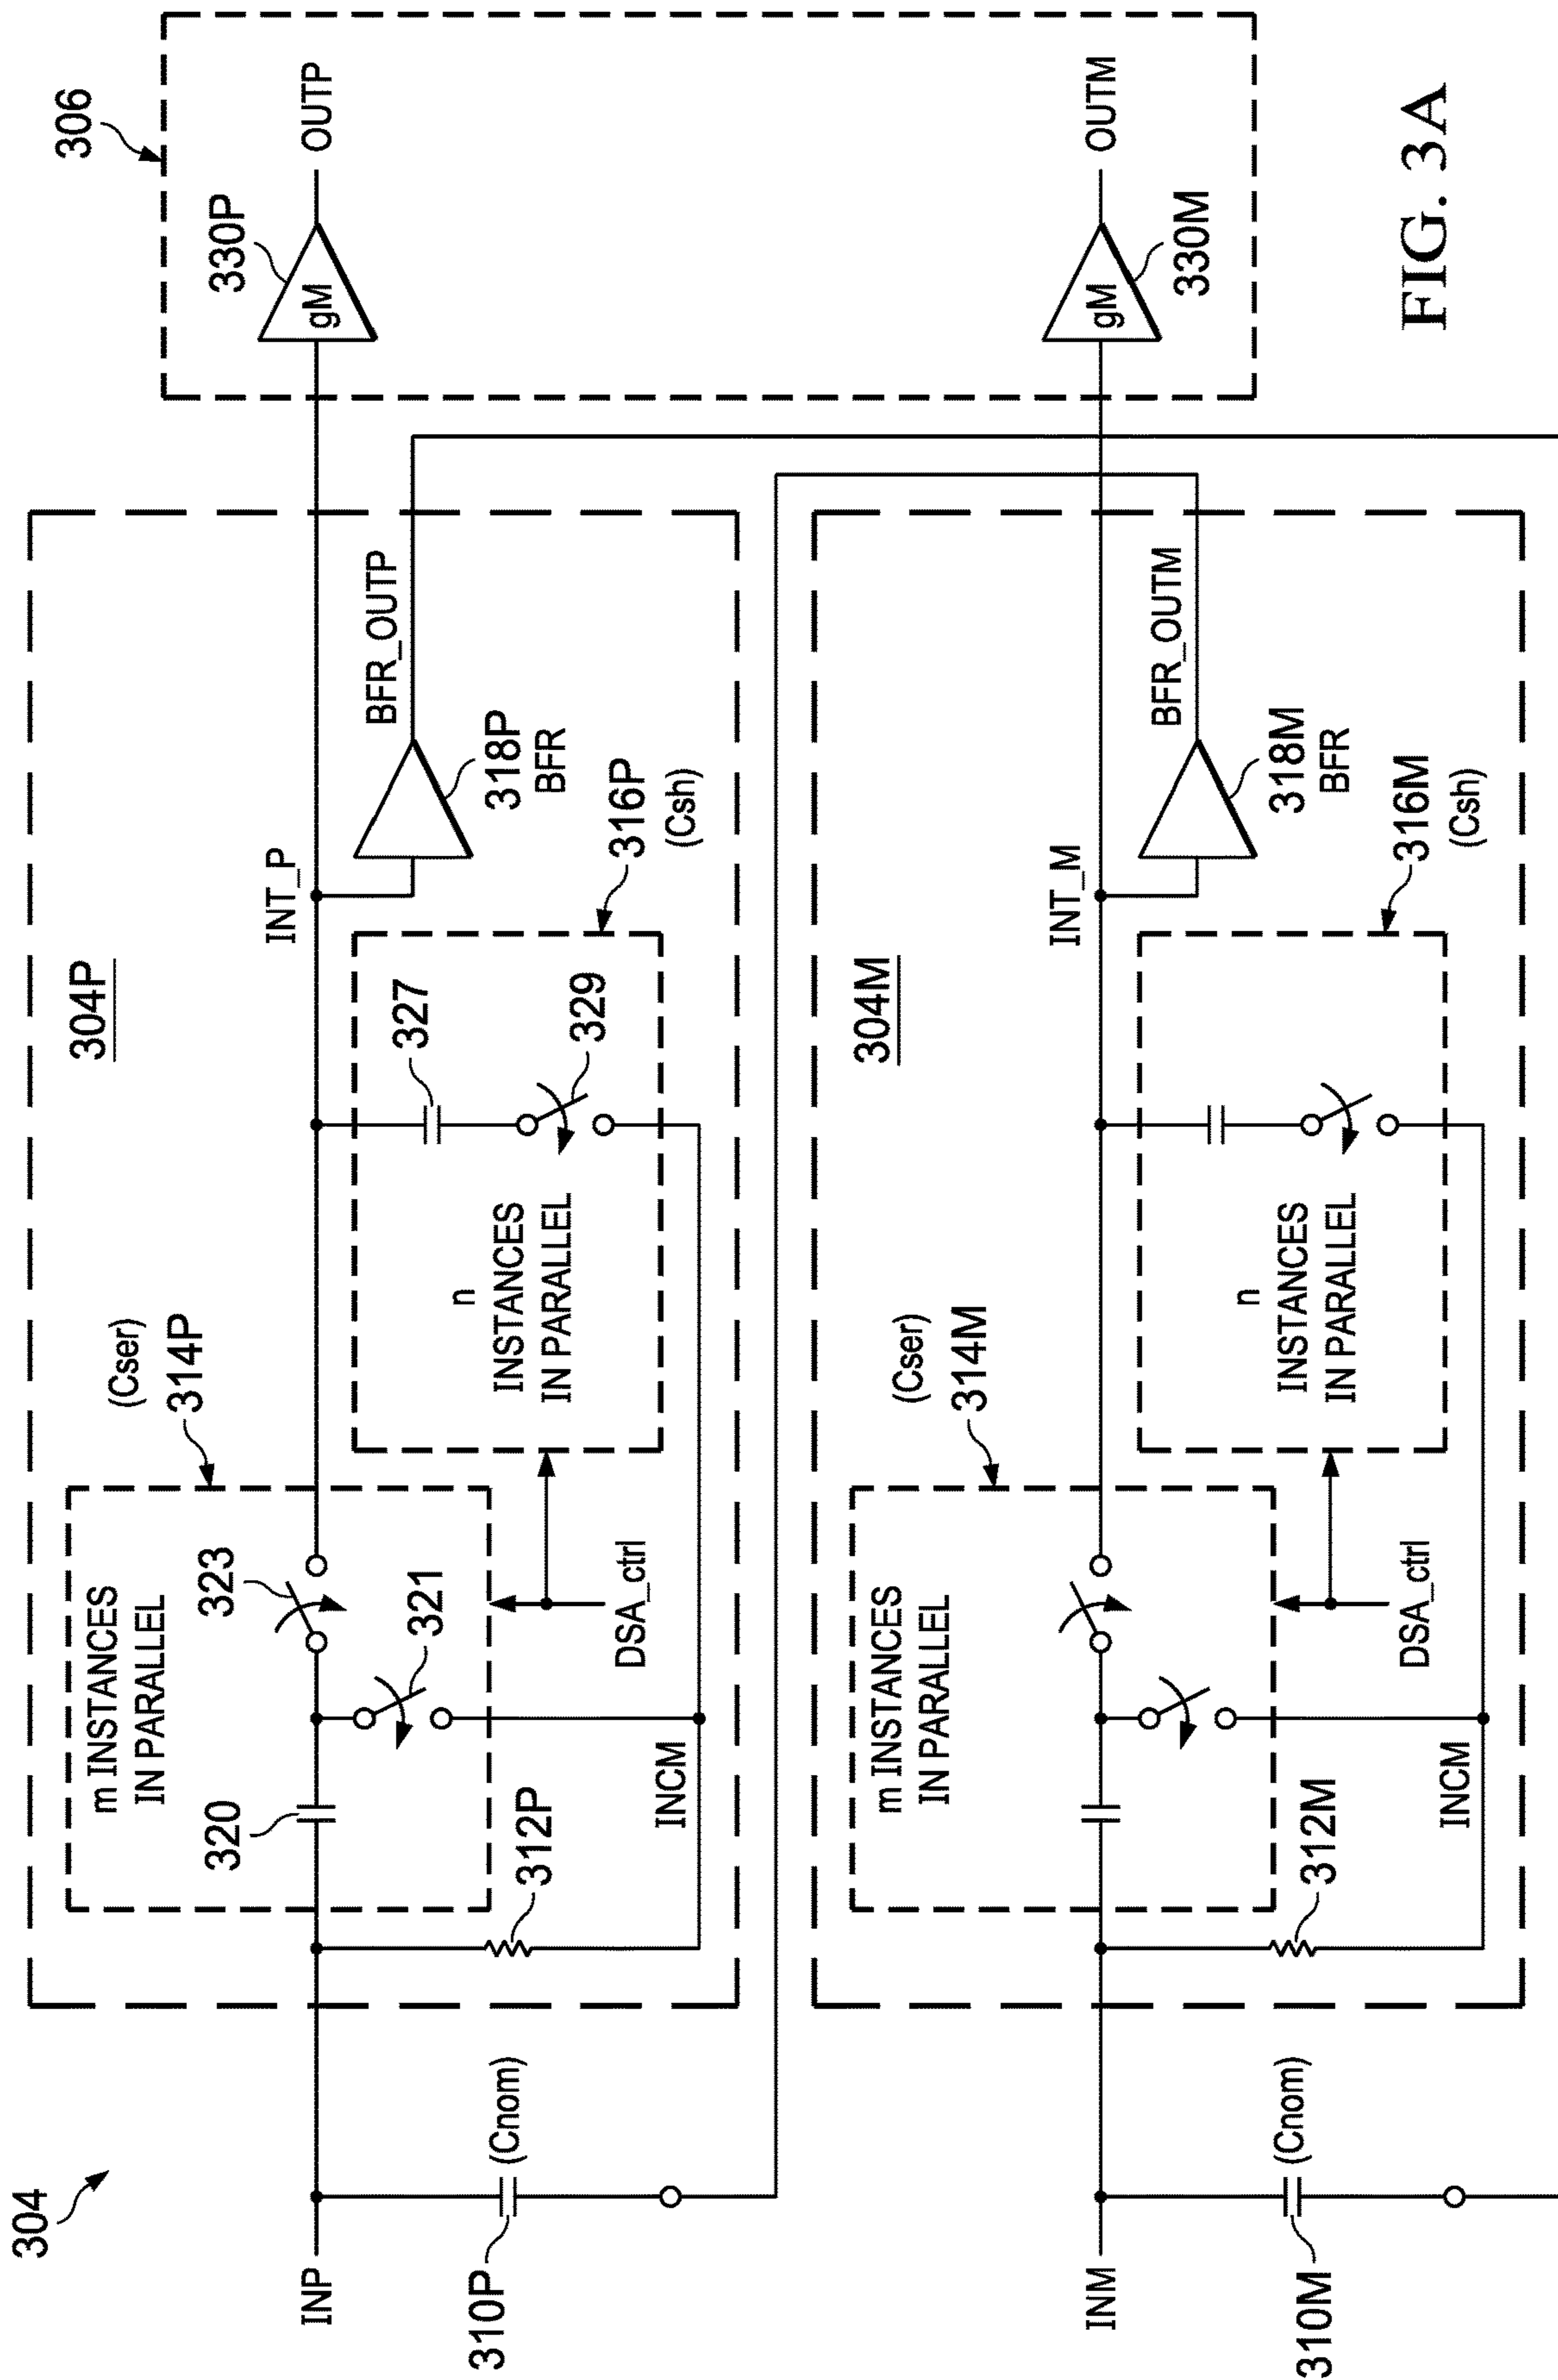 304
306
304P
m INSTANCES
IN PARALLEL
(Cser)
314P
320
323
321
INT_P
330P
gM
OUTP
INP
310P
(Cnom)
312P
INCM
DSA_ctrl
n
INSTANCES
IN PARALLEL
327
329
316P
(Csh)
318P
BFR
BFR_OUTP
304M
m INSTANCES
IN PARALLEL
(Cser)
314M
INT_M
gM
330M
OUTM
INM
310M
(Cnom)
312M
INCM
DSA_ctrl
n
INSTANCES
IN PARALLEL
316M
(Csh)
318M
BFR
BFR_OUTM
FIG. 3A